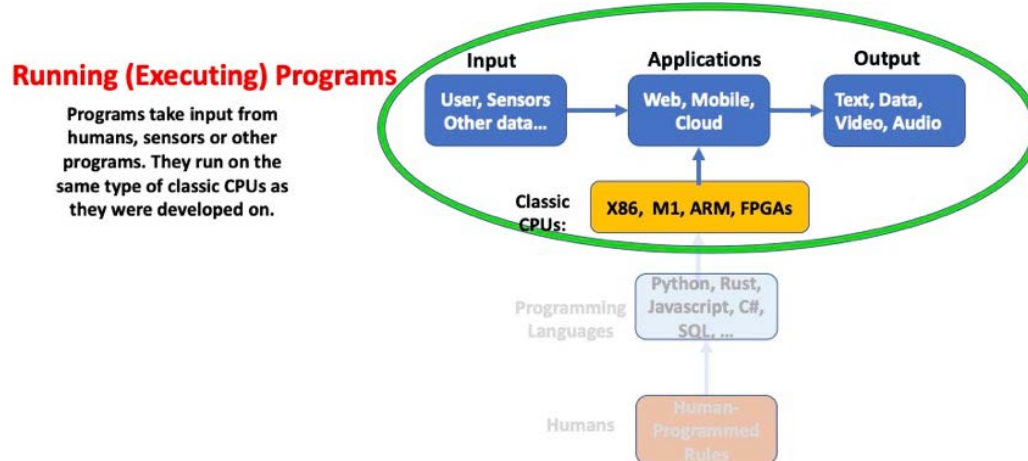 Running (Executing) Programs
Programs take input from
humans, sensors or other
programs. They run on the
same type of classic CPUs as
they were developed on.
Input
Applications
Output
User, Sensors
Other data...
Web, Mobile,
Cloud
Text, Data,
Video, Audio
Classic
CPUs:
X86, M1, ARM, FPGAs
Programming
Languages
Python, Rust,
Javascript, C#,
SQL, ...
Humans
Human-
Programmed
Rules